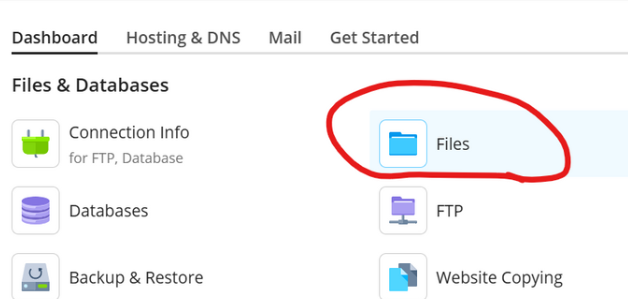 Dashboard Hosting & DNS Mail Get Started
Files & Databases
Connection Info
for FTP, Database
Files
Databases
FTP
Backup & Restore
Website Copying